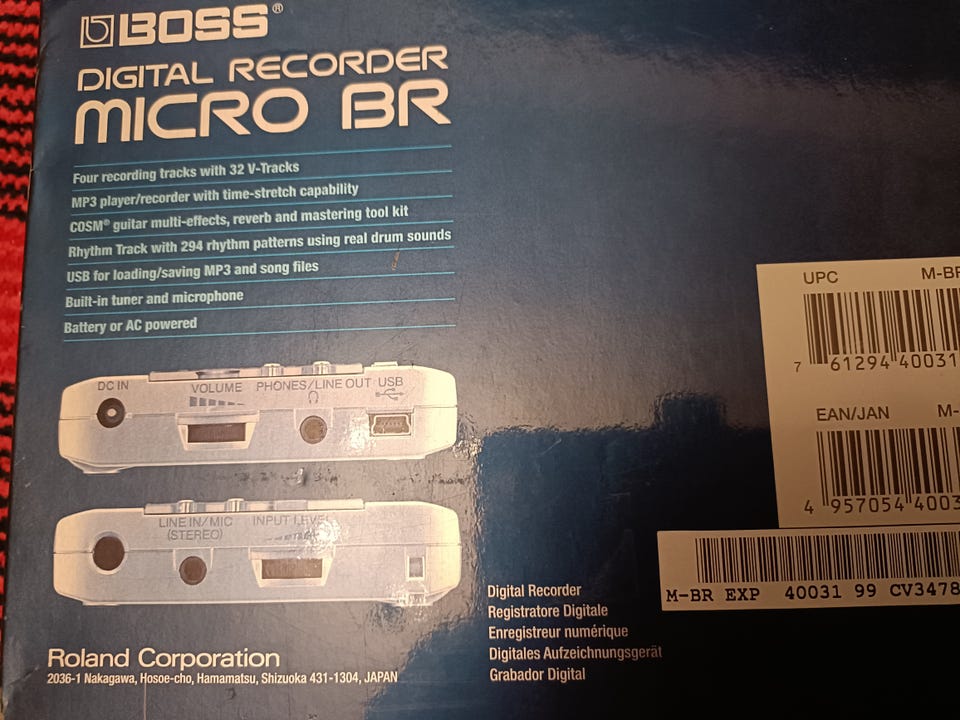 BOSS®
DIGITAL RECORDER
MICRO BR
Four recording tracks with 32 V-Tracks
MP3 player/recorder with time-stretch capability
COSM® guitar multi-effects, reverb and mastering tool kit
Rhythm Track with 294 rhythm patterns using real drum sounds
USB for loading/saving MP3 and song files
Built-in tuner and microphone
Battery or AC powered
DC IN VOLUME PHONES/LINE OUT USB
LINE IN/MIC INPUT LEVEL
(STEREO)
Roland Corporation
2036-1 Nakagawa, Hosoe-cho, Hamamatsu, Shizuoka 431-1304, JAPAN
Digital Recorder
Registratore Digitale
Enregistreur numérique
Digitales Aufzeichnungsgerät
Grabador Digital
UPC M-BR
7 61294 40031
EAN/JAN M-
4 957054 4003
M-BR EXP 40031 99 CV3478